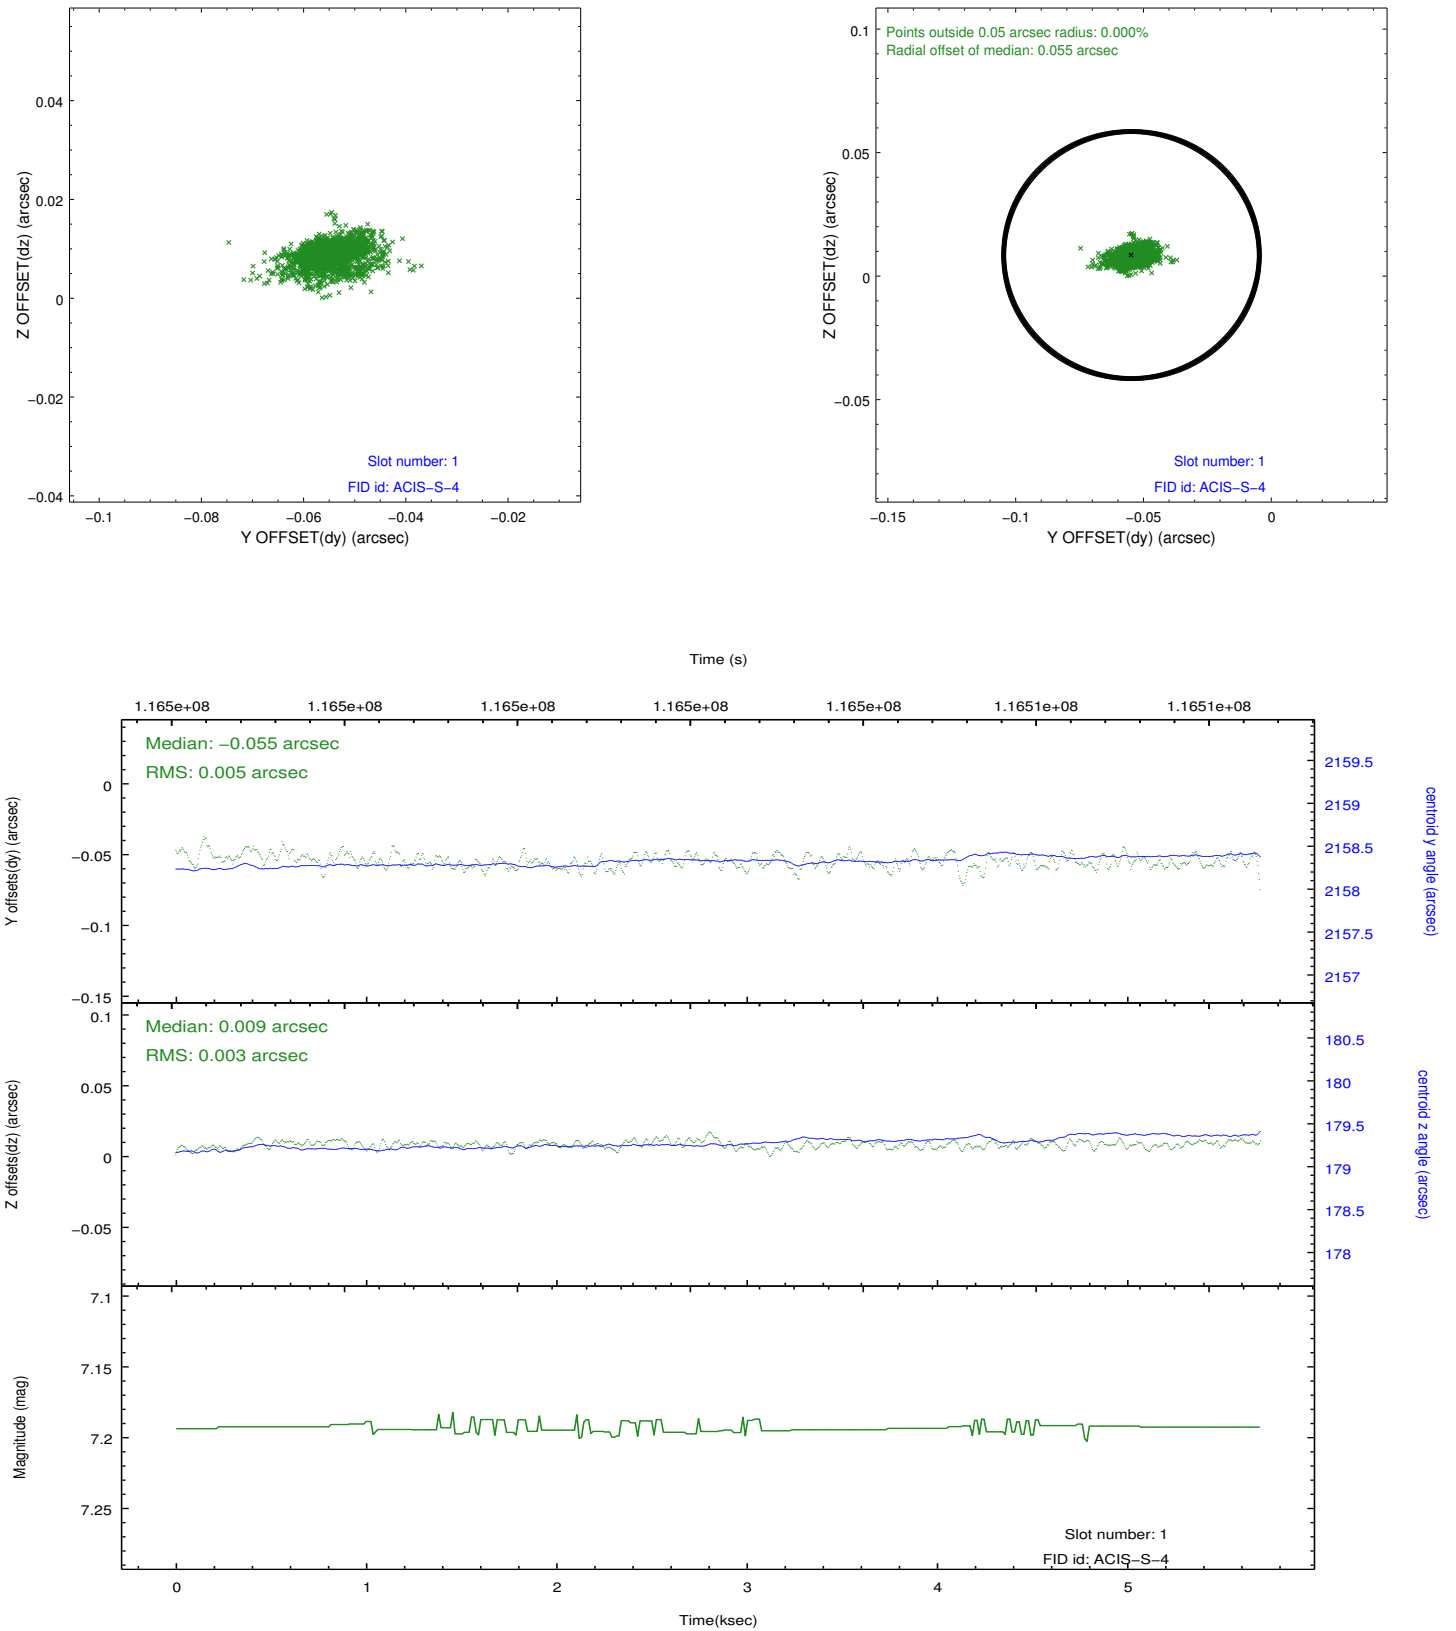 0.04
0.02
0
−0.02
−0.04
Z OFFSET(dz) (arcsec)
Slot number: 1
FID id: ACIS−S−4
−0.1
−0.08
−0.06
−0.04
−0.02
Y OFFSET(dy) (arcsec)
Points outside 0.05 arcsec radius: 0.000%
Radial offset of median: 0.055 arcsec
0.1
0.05
0
−0.05
Z OFFSET(dz) (arcsec)
Slot number: 1
FID id: ACIS−S−4
−0.15
−0.1
−0.05
0
Y OFFSET(dy) (arcsec)
Time (s)
1.165e+08
1.165e+08
1.165e+08
1.165e+08
1.165e+08
1.1651e+08
1.1651e+08
Median: −0.055 arcsec
RMS: 0.005 arcsec
0
−0.05
−0.1
−0.15
Y offsets(dy) (arcsec)
2159.5
2159
2158.5
2158
2157.5
2157
centroid y angle (arcsec)
Median: 0.009 arcsec
RMS: 0.003 arcsec
0.1
0.05
0
−0.05
Z offsets(dz) (arcsec)
180.5
180
179.5
179
178.5
178
centroid z angle (arcsec)
7.1
7.15
7.2
7.25
Magnitude (mag)
Slot number: 1
FID id: ACIS−S−4
0
1
2
3
4
5
Time(ksec)